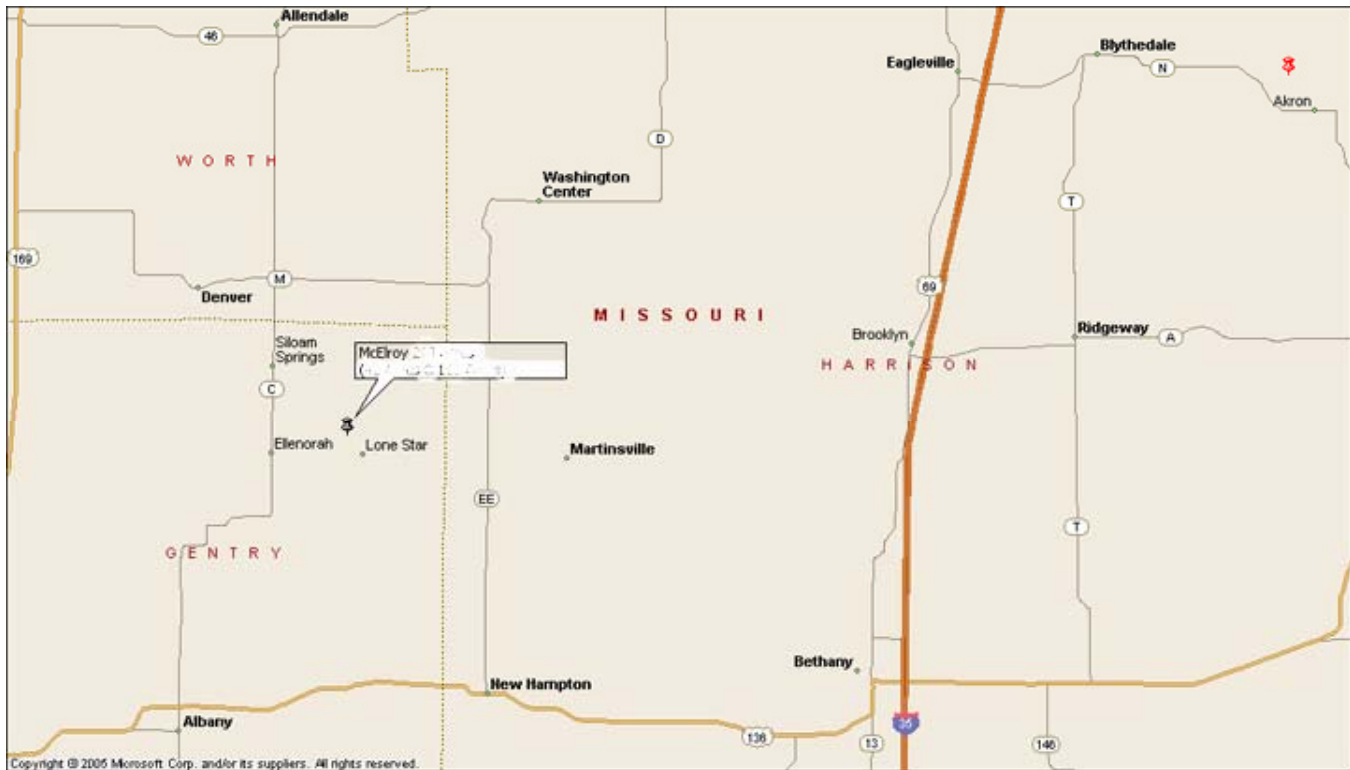 Allendale
46
Eagleville
Blythedale
N
Akron
D
WORTH
Washington
Center
T
169
M
Denver
69
MISSOURI
Siloam
Springs
Brooklyn
Ridgeway
A
HARRISON
McElroy
C
Ellenorah
Lone Star
Martinsville
EE
T
GENTRY
Bethany
New Hampton
Albany
136
13
35
146
Copyright © 2005 Microsoft Corp. and/or its suppliers. All rights reserved.